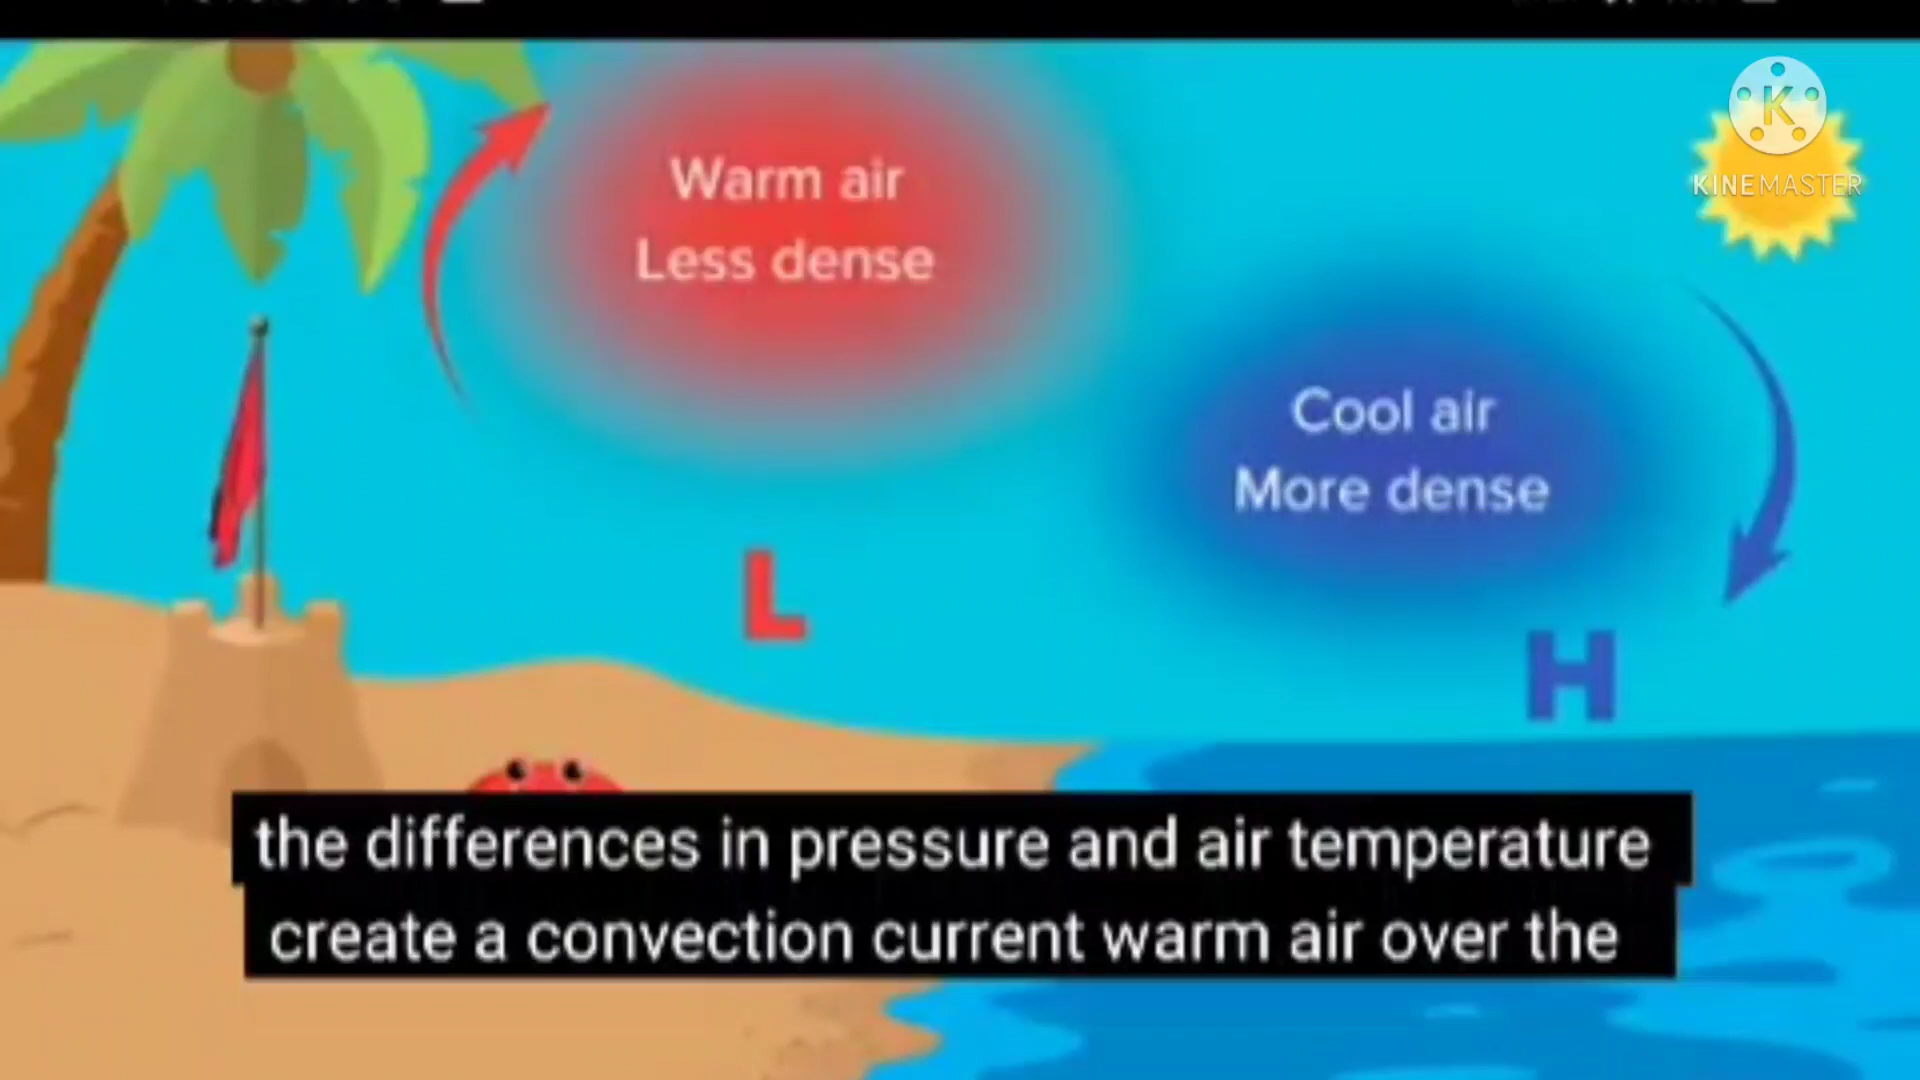 K
KINEMASTER
Warm air
Less dense
Cool air
More dense
L
H
the differences in pressure and air temperature
create a convection current warm air over the